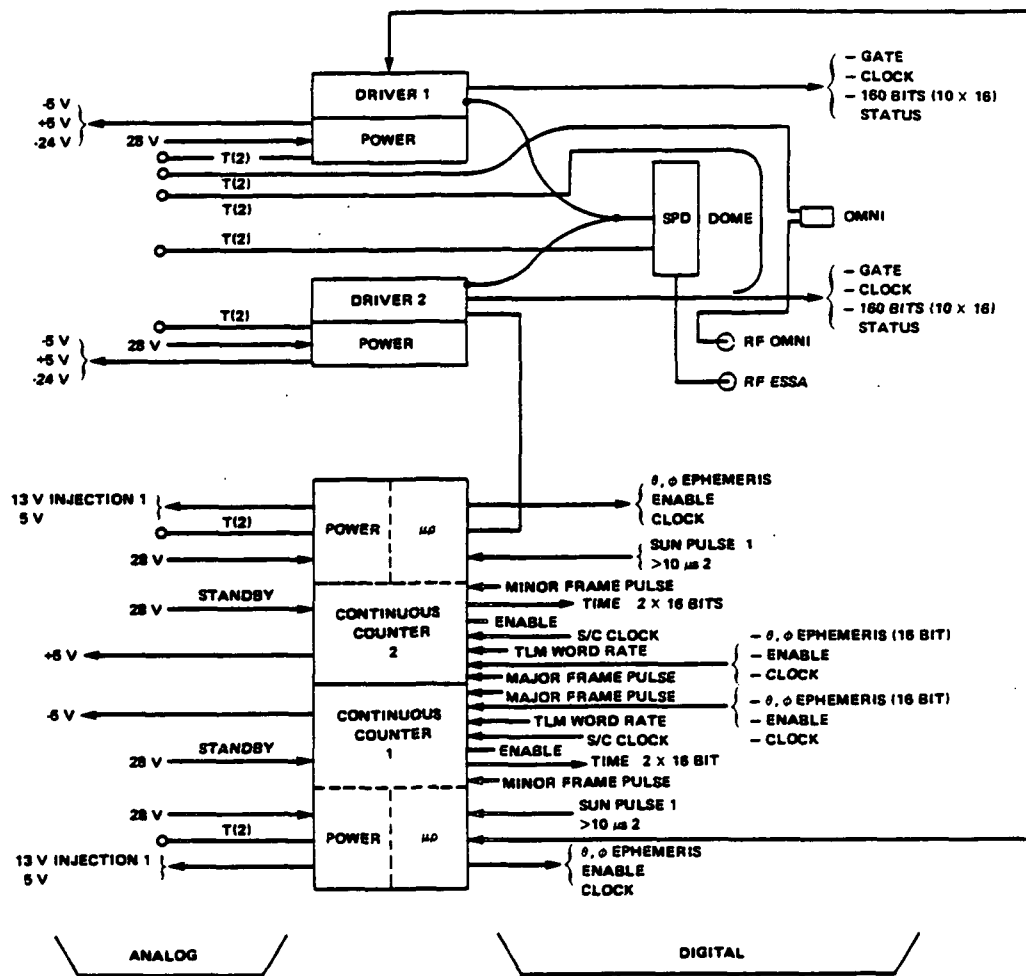 DRIVER 1
POWER
-5 V
+5 V
-24 V
28 V
T(2)
T(2)
T(2)
T(2)
– GATE
– CLOCK
– 160 BITS (10 × 16)
STATUS
SPD
DOME
OMNI
DRIVER 2
POWER
T(2)
28 V
-5 V
+5 V
-24 V
– GATE
– CLOCK
– 160 BITS (10 × 16)
STATUS
RF OMNI
RF ESSA
13 V INJECTION 1
5 V
T(2)
28 V
POWER
μp
θ, φ EPHEMERIS
ENABLE
CLOCK
SUN PULSE 1
>10 μs 2
STANDBY
28 V
+5 V
CONTINUOUS
COUNTER
2
MINOR FRAME PULSE
TIME 2 × 16 BITS
ENABLE
S/C CLOCK
TLM WORD RATE
MAJOR FRAME PULSE
– θ, φ EPHEMERIS (16 BIT)
– ENABLE
– CLOCK
-5 V
STANDBY
28 V
CONTINUOUS
COUNTER
1
MAJOR FRAME PULSE
TLM WORD RATE
S/C CLOCK
ENABLE
TIME 2 × 16 BIT
MINOR FRAME PULSE
– θ, φ EPHEMERIS (16 BIT)
– ENABLE
– CLOCK
28 V
T(2)
13 V INJECTION 1
5 V
POWER
μp
SUN PULSE 1
>10 μs 2
θ, φ EPHEMERIS
ENABLE
CLOCK
ANALOG
DIGITAL